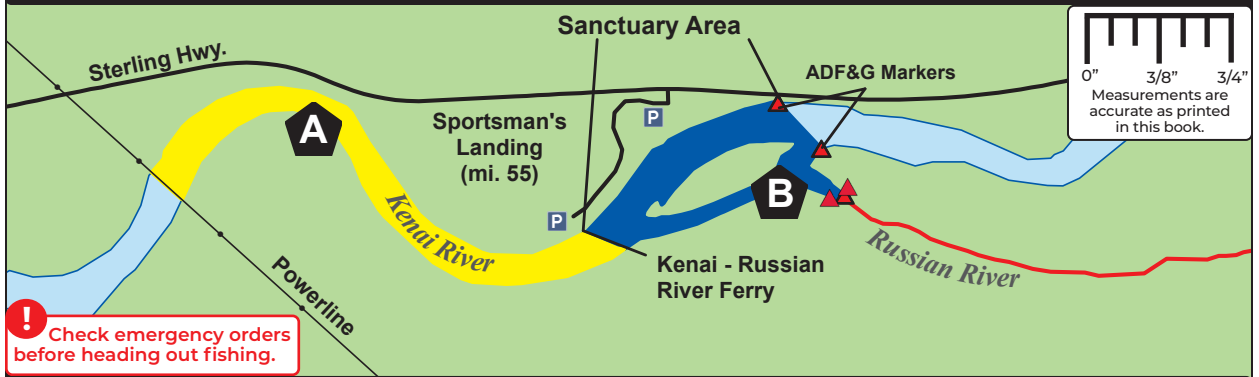 Sanctuary Area
Sterling Hwy.
ADF&G Markers
0” 3/8” 3/4”
Measurements are
accurate as printed
in this book.
A
P
Sportsman's
Landing
(mi. 55)
B
P
Kenai River
Russian River
Kenai - Russian
River Ferry
Powerline
! Check emergency orders
before heading out fishing.